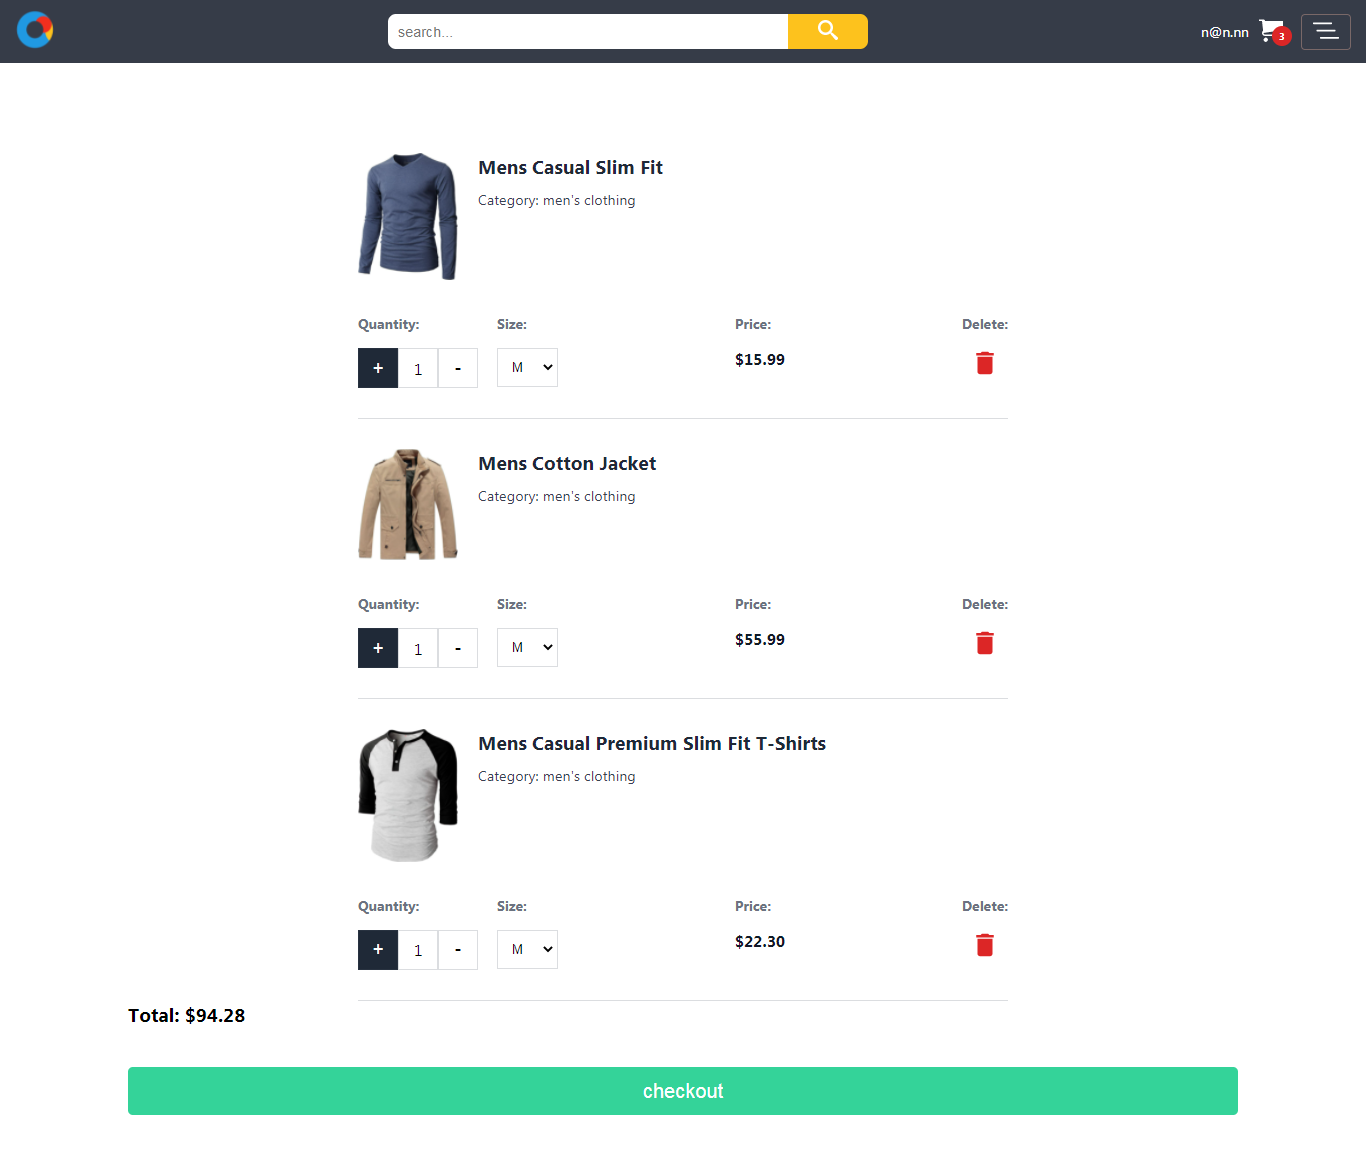 search...
n@n.nn
3
Mens Casual Slim Fit
Category: men's clothing
Quantity: Size: Price: Delete:
+ 1 - M $15.99
Mens Cotton Jacket
Category: men's clothing
Quantity: Size: Price: Delete:
+ 1 - M $55.99
Mens Casual Premium Slim Fit T-Shirts
Category: men's clothing
Quantity: Size: Price: Delete:
+ 1 - M $22.30
Total: $94.28
checkout